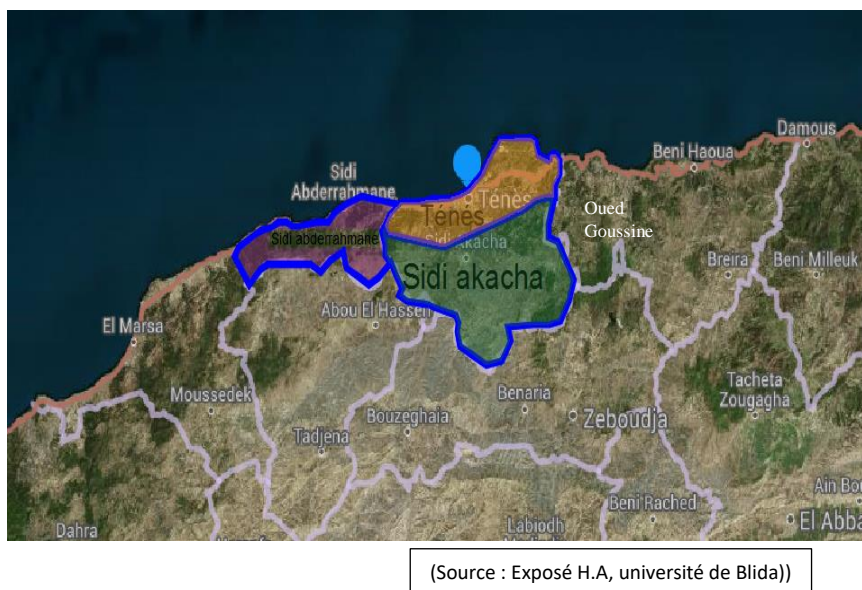 Damous
Beni Haoua
Sidi
Abderrahmane
Ténès
Ténés
Oued
Goussine
Sidi abderrahmane
Sidi Akacha
Sidi akacha
Breira
Beni Milleuk
Abou El Hassen
El Marsa
Moussedek
Benaria
Tacheta
Zougagha
Bouzeghaia
Zeboudja
Tadjena
Beni Rached
Ain Bou
El Abba
Dahra
Labiodh
(Source : Exposé H.A, université de Blida))